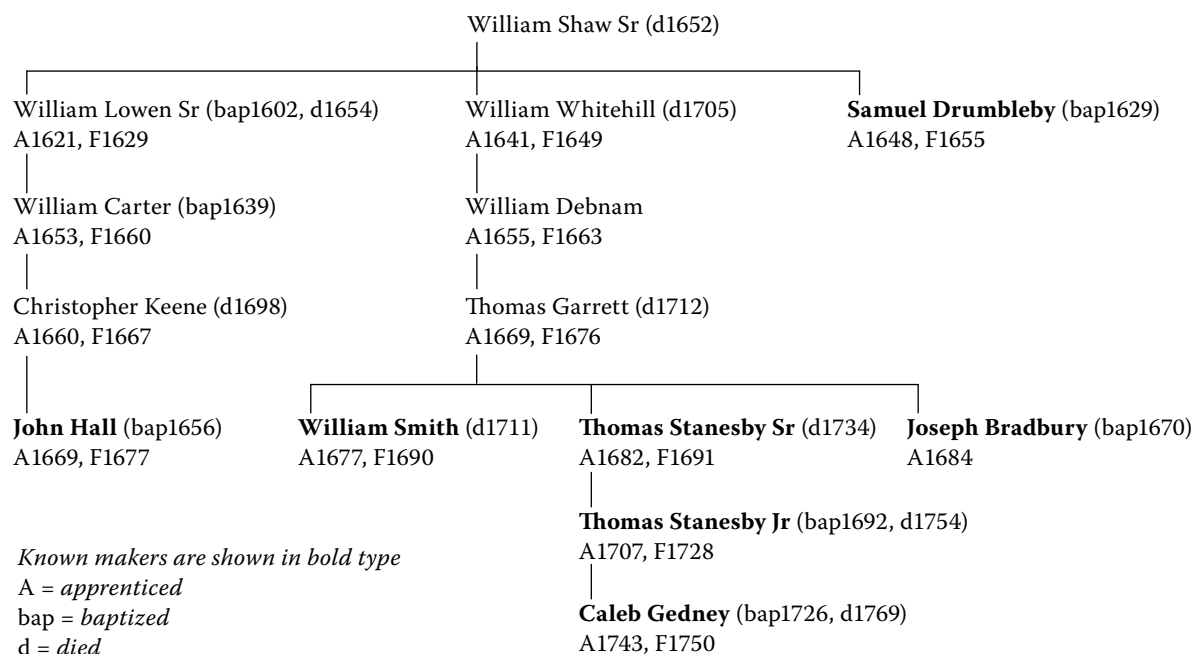 William Shaw Sr (d1652)
William Lowen Sr (bap1602, d1654)
A1621, F1629
William Whitehill (d1705)
A1641, F1649
Samuel Drumbleby (bap1629)
A1648, F1655
William Carter (bap1639)
A1653, F1660
William Debnam
A1655, F1663
Christopher Keene (d1698)
A1660, F1667
Thomas Garrett (d1712)
A1669, F1676
John Hall (bap1656)
A1669, F1677
William Smith (d1711)
A1677, F1690
Thomas Stanesby Sr (d1734)
A1682, F1691
Joseph Bradbury (bap1670)
A1684
Thomas Stanesby Jr (bap1692, d1754)
A1707, F1728
Caleb Gedney (bap1726, d1769)
A1743, F1750
Known makers are shown in bold type
A = apprenticed
bap = baptized
d = died